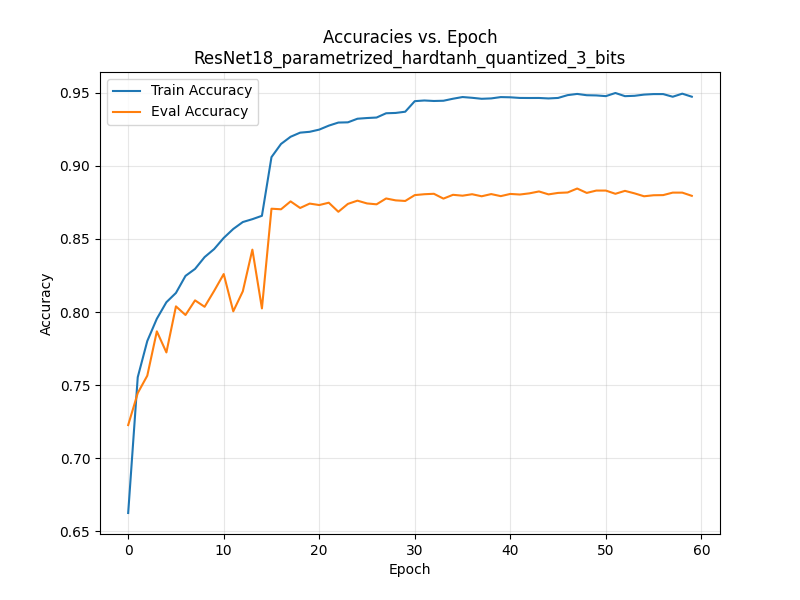 Accuracies vs. Epoch
ResNet18_parametrized_hardtanh_quantized_3_bits
Train Accuracy
Eval Accuracy
0.95
0.90
0.85
0.80
0.75
0.70
0.65
Accuracy
0 10 20 30 40 50 60
Epoch